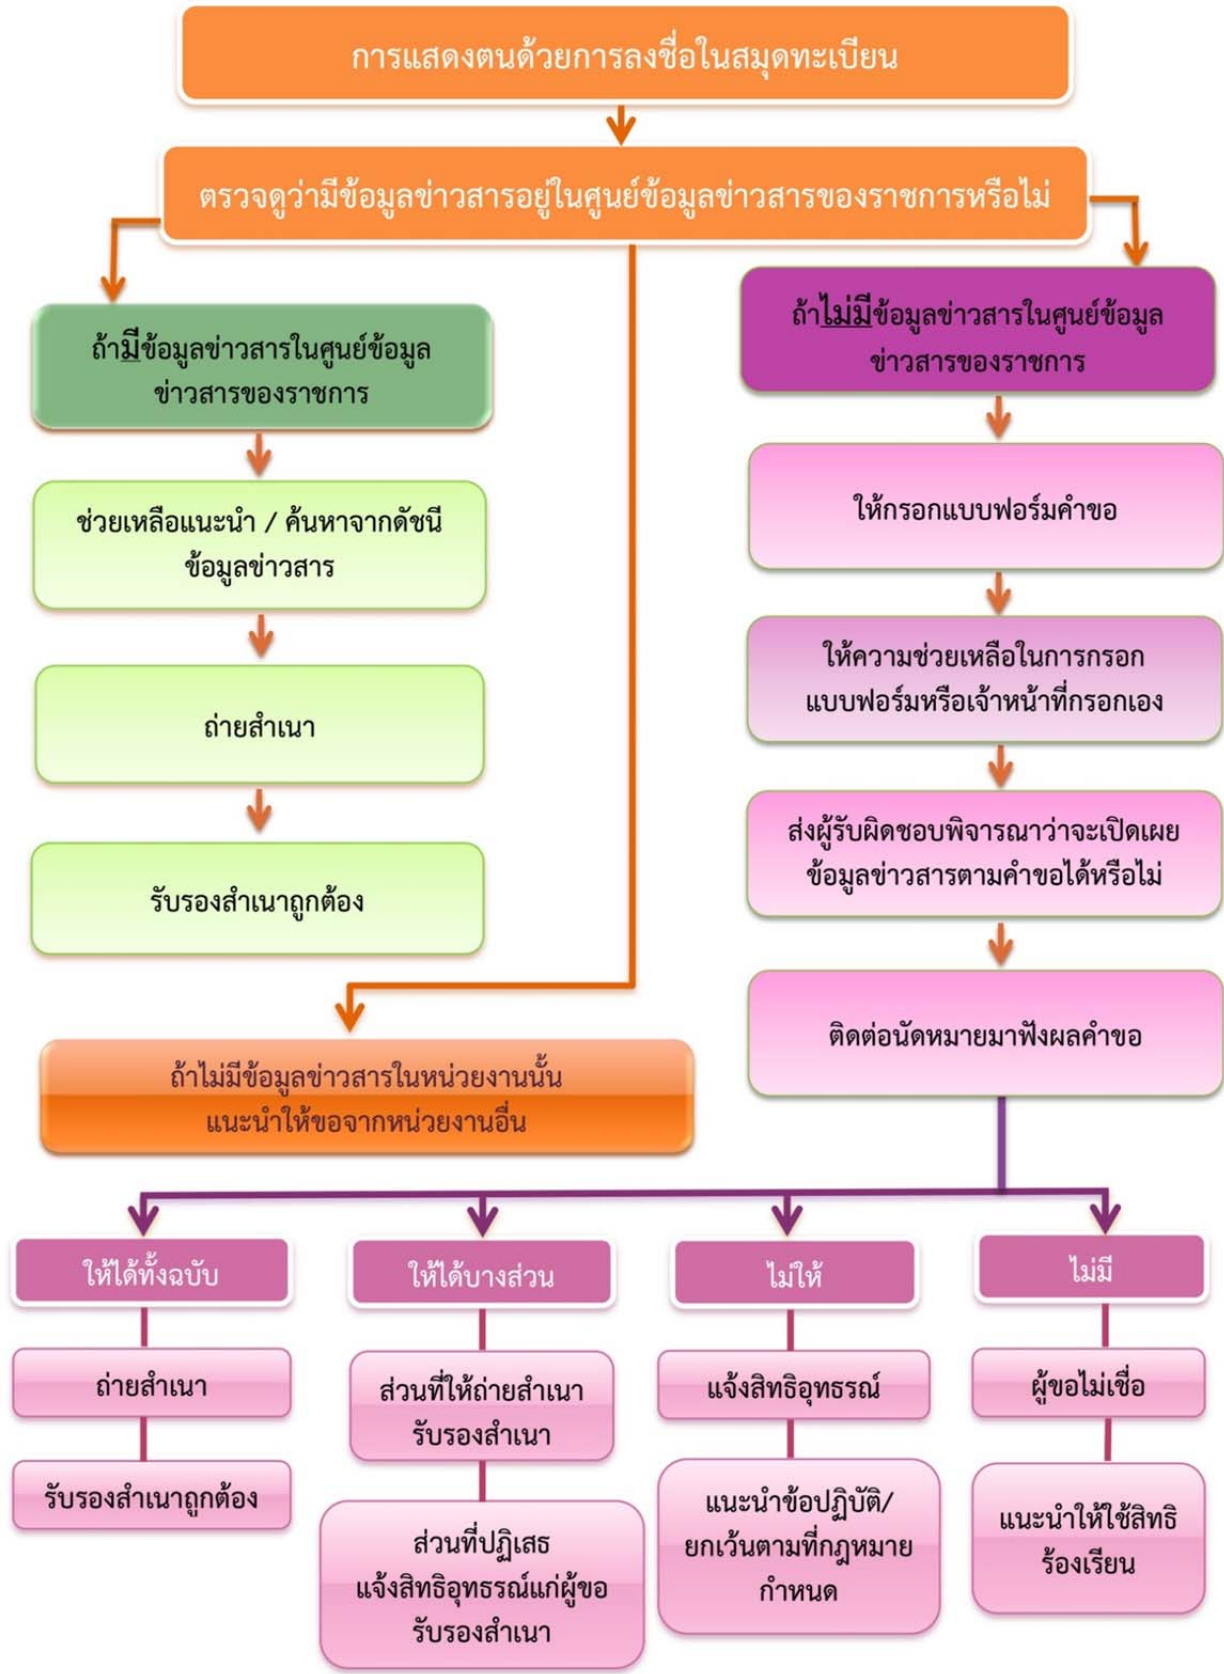 การแสดงตนด้วยการลงชื่อในสมุดทะเบียน
ตรวจดูว่ามีข้อมูลข่าวสารอยู่ในศูนย์ข้อมูลข่าวสารของราชการหรือไม่
ถ้ามีข้อมูลข่าวสารในศูนย์ข้อมูล
ข่าวสารของราชการ
ช่วยเหลือแนะนำ / ค้นหาจากดัชนี
ข้อมูลข่าวสาร
ถ่ายสำเนา
รับรองสำเนาถูกต้อง
ถ้าไม่มีข้อมูลข่าวสารในหน่วยงานนั้น
แนะนำให้ขอจากหน่วยงานอื่น
ถ้าไม่มีข้อมูลข่าวสารในศูนย์ข้อมูล
ข่าวสารของราชการ
ให้กรอกแบบฟอร์มคำขอ
ให้ความช่วยเหลือในการกรอก
แบบฟอร์มหรือเจ้าหน้าที่กรอกเอง
ส่งผู้รับผิดชอบพิจารณาว่าจะเปิดเผย
ข้อมูลข่าวสารตามคำขอได้หรือไม่
ติดต่อนัดหมายมาฟังผลคำขอ
ให้ได้ทั้งฉบับ
ถ่ายสำเนา
รับรองสำเนาถูกต้อง
ให้ได้บางส่วน
ส่วนที่ให้ถ่ายสำเนา
รับรองสำเนา
ส่วนที่ปฏิเสธ
แจ้งสิทธิอุทธรณ์แก่ผู้ขอ
รับรองสำเนา
ไม่ให้
แจ้งสิทธิอุทธรณ์
แนะนำข้อปฏิบัติ/
ยกเว้นตามที่กฎหมาย
กำหนด
ไม่มี
ผู้ขอไม่เชื่อ
แนะนำให้ใช้สิทธิ
ร้องเรียน